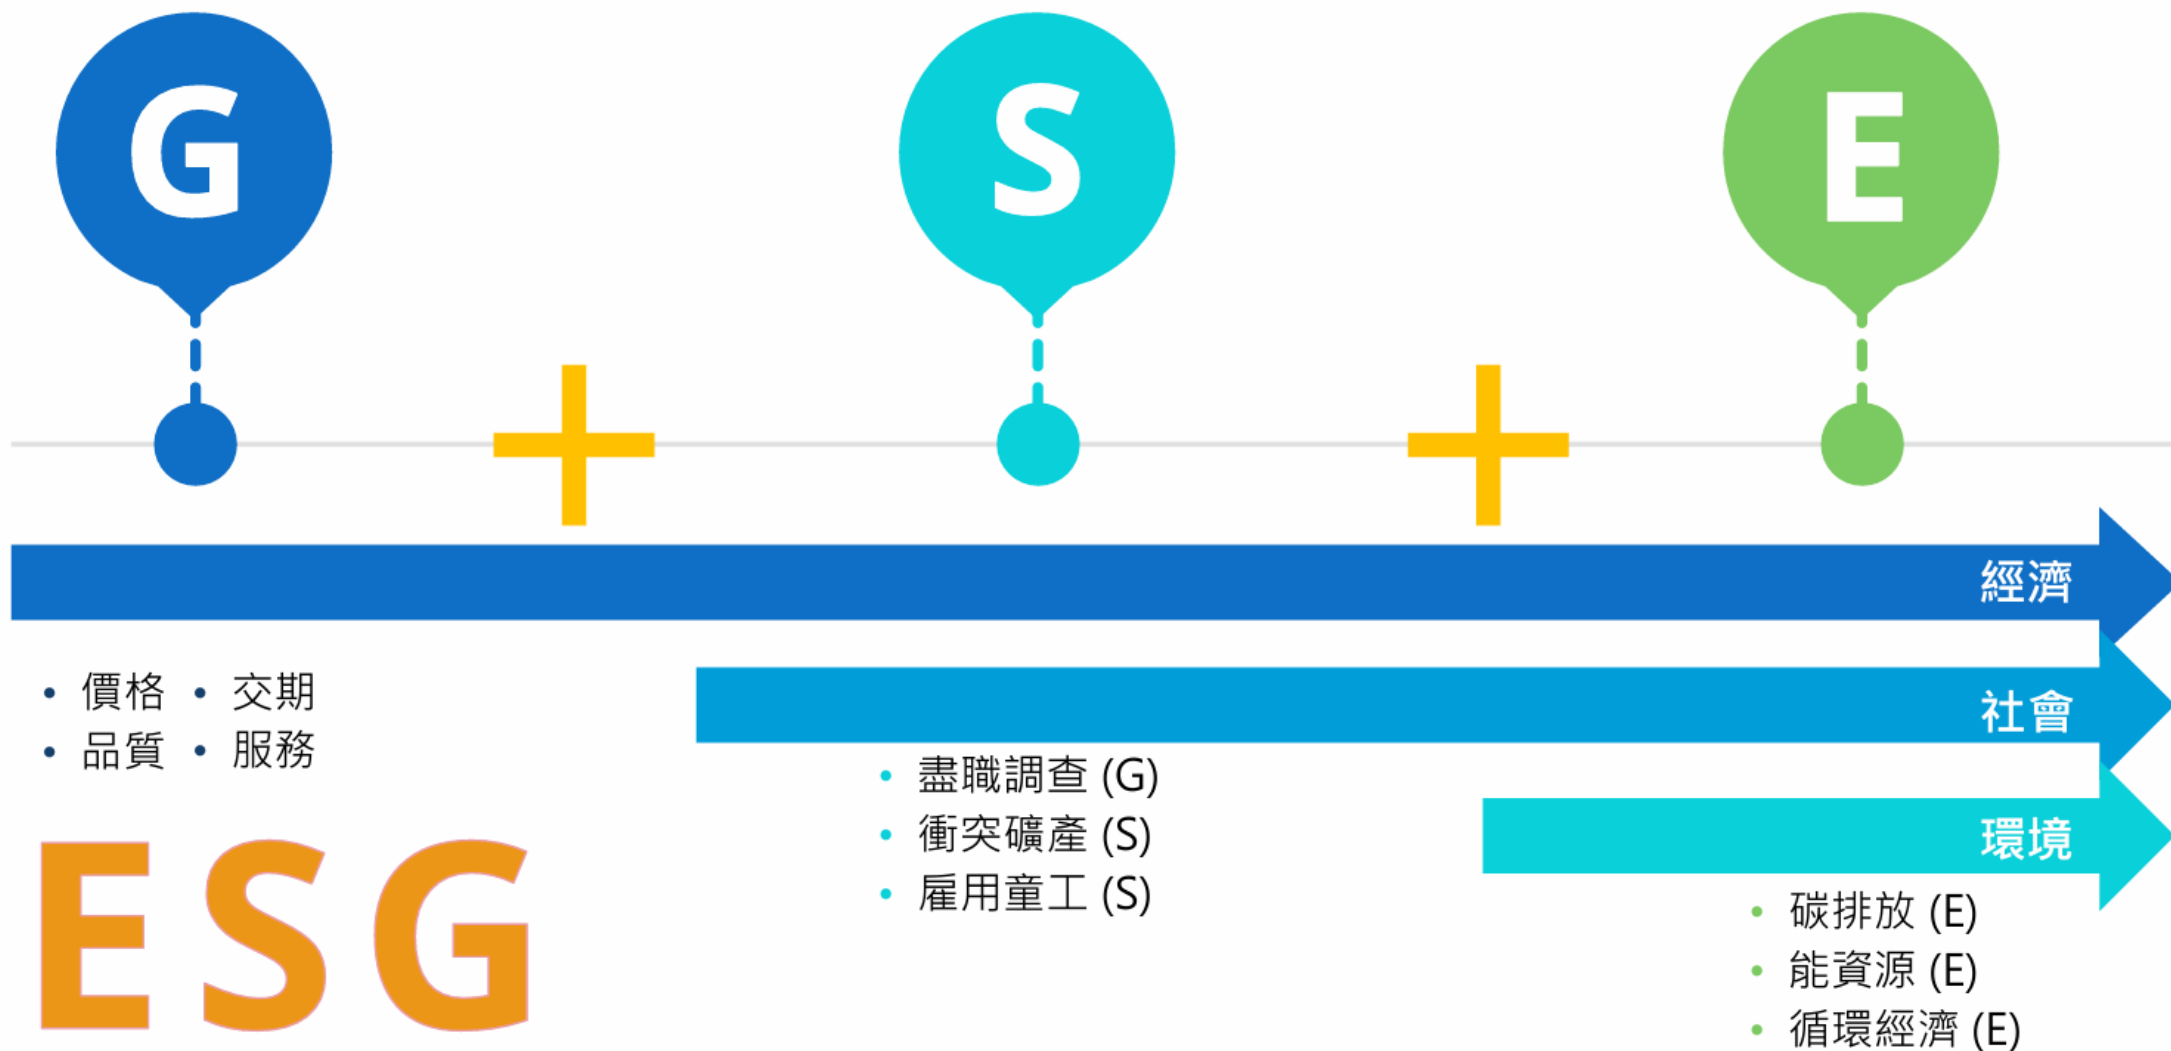 G
S
E
經濟
• 價格 • 交期
• 品質 • 服務
社會
• 盡職調查 (G)
• 衝突礦產 (S)
• 雇用童工 (S)
環境
• 碳排放 (E)
• 能資源 (E)
• 循環經濟 (E)
ESG